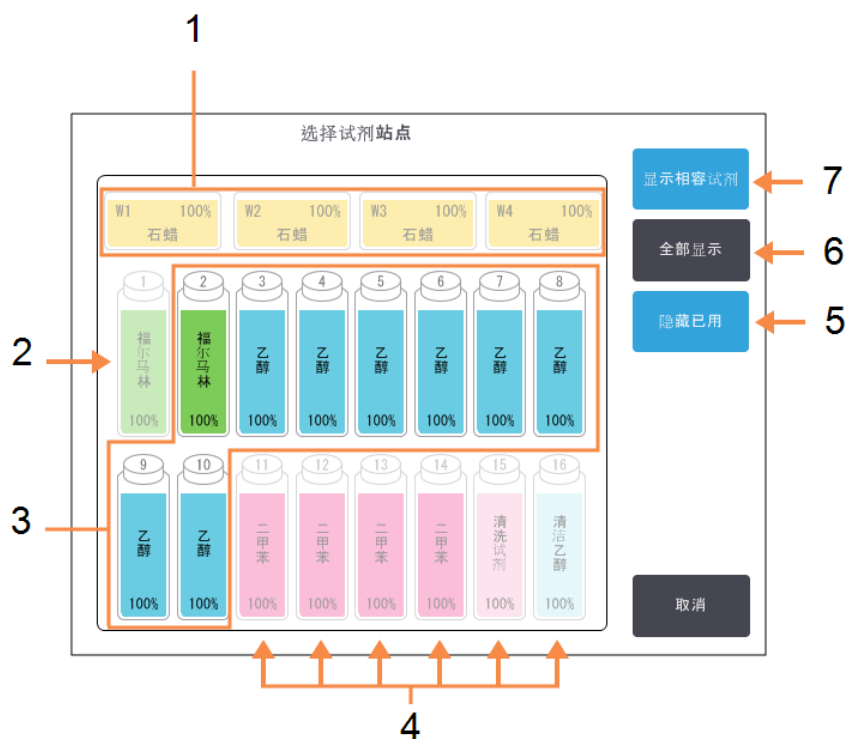 1
选择试剂站点
显示相容试剂
7
W1 100%
石蜡
W2 100%
石蜡
W3 100%
石蜡
W4 100%
石蜡
全部显示
6
隐藏已用
5
2
1
福尔马林
100%
2
福尔马林
100%
3
乙醇
100%
4
乙醇
100%
5
乙醇
100%
6
乙醇
100%
7
乙醇
100%
8
乙醇
100%
3
9
乙醇
100%
10
乙醇
100%
11
二甲苯
100%
12
二甲苯
100%
13
二甲苯
100%
14
二甲苯
100%
15
清洗试剂
100%
16
清洁乙醇
100%
取消
4